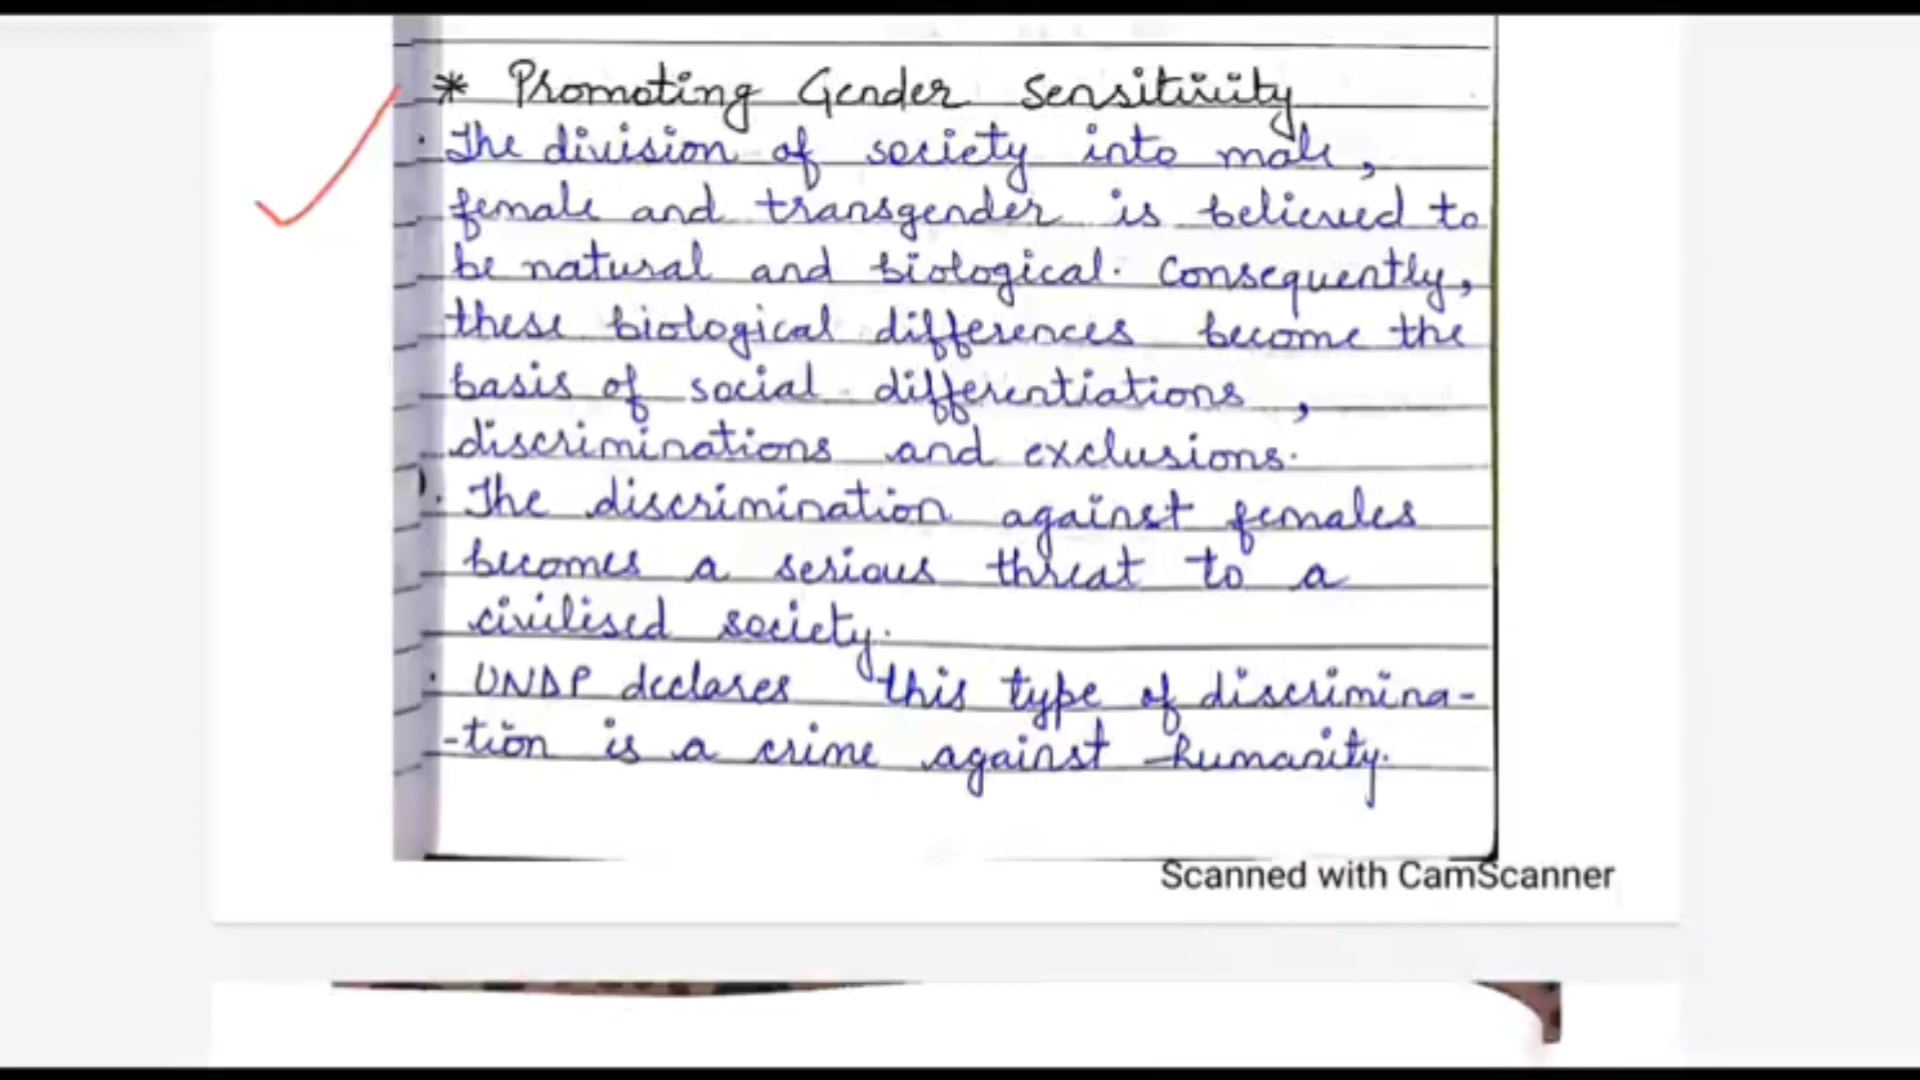 * Promoting Gender Sensitivity
· The division of society into male,
female and transgender is believed to
be natural and biological. Consequently,
these biological differences become the
basis of social differentiations,
discriminations and exclusions.
· The discrimination against females
becomes a serious threat to a
civilised society.
· UNDP declares this type of discrimina-
-tion is a crime against humanity.
Scanned with CamScanner